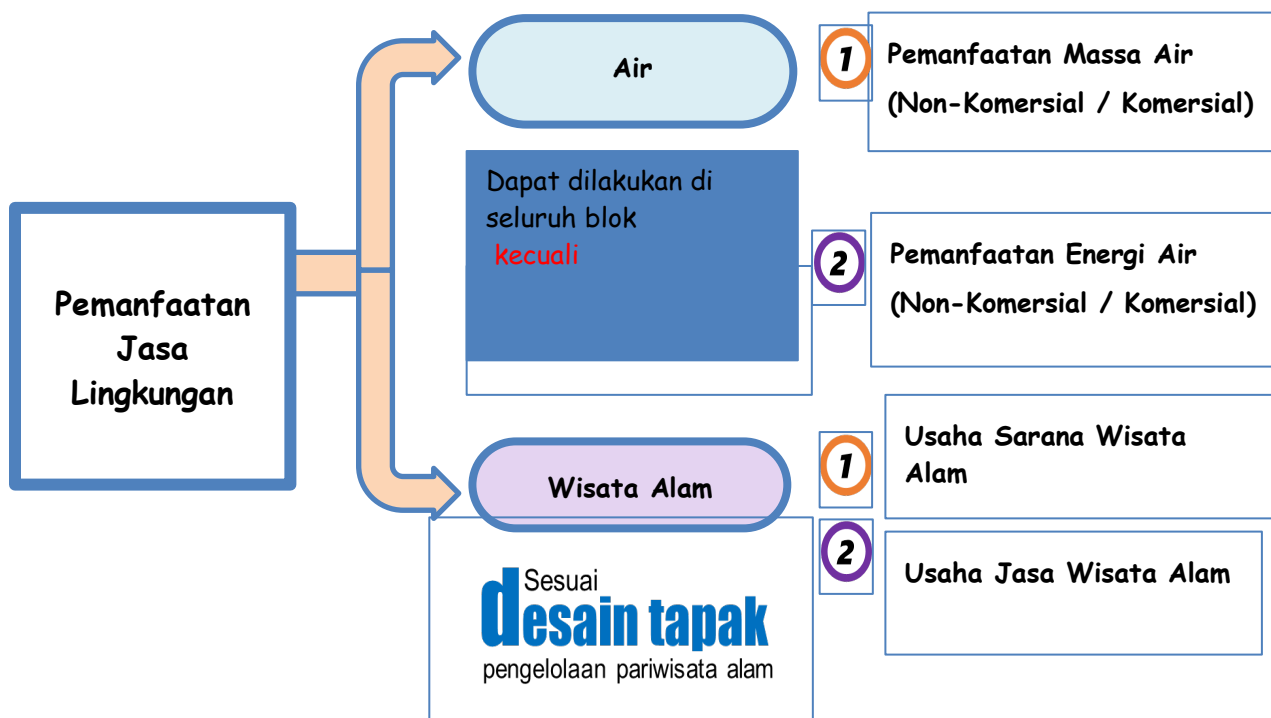 Pemanfaatan
Jasa
Lingkungan
Air
Dapat dilakukan di
seluruh blok
kecuali
1
Pemanfaatan Massa Air
(Non-Komersial / Komersial)
2
Pemanfaatan Energi Air
(Non-Komersial / Komersial)
Wisata Alam
Sesuai
desain tapak
pengelolaan pariwisata alam
1
Usaha Sarana Wisata
Alam
2
Usaha Jasa Wisata Alam